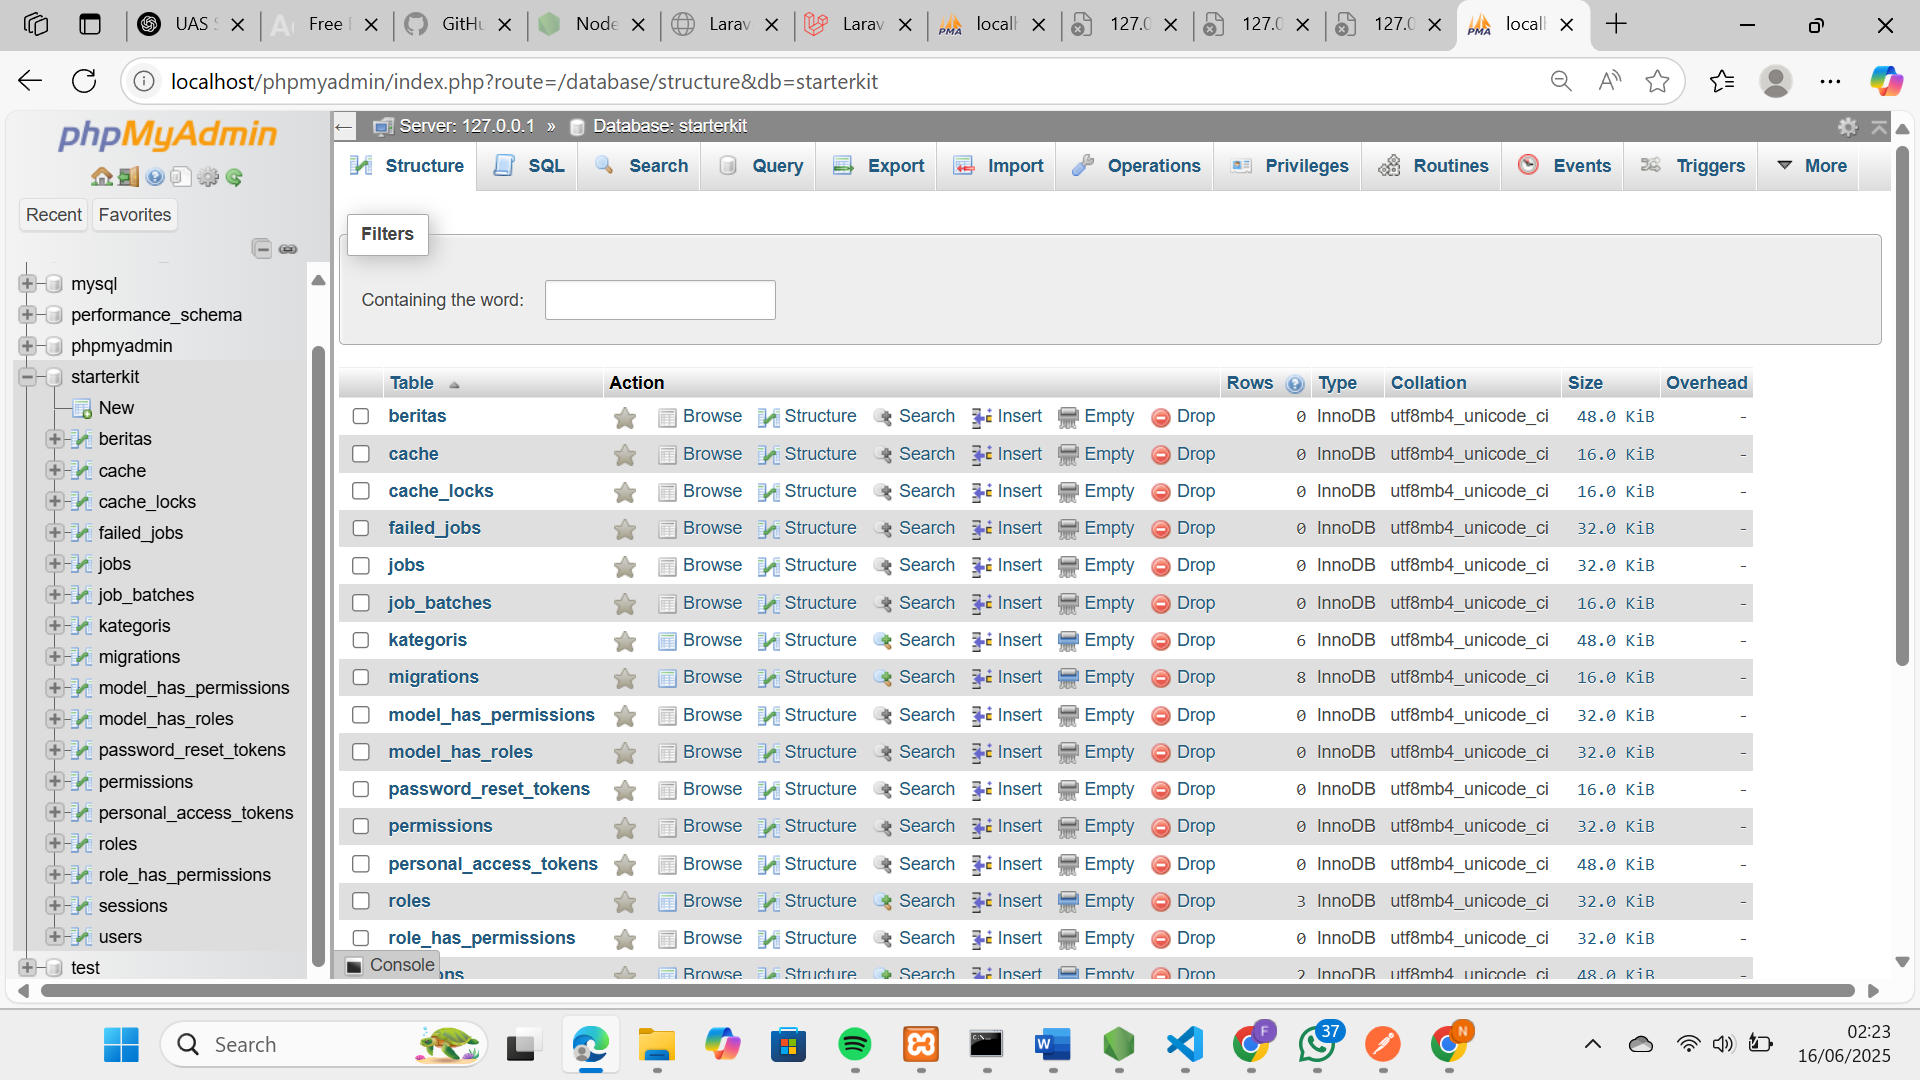 UAS S
Free
GitHu
Node
Larav
Larav
localh
127.0
127.0
127.0
localh
localhost/phpmyadmin/index.php?route=/database/structure&db=starterkit
phpMyAdmin
Recent Favorites
mysql
performance_schema
phpmyadmin
starterkit
New
beritas
cache
cache_locks
failed_jobs
jobs
job_batches
kategoris
migrations
model_has_permissions
model_has_roles
password_reset_tokens
permissions
personal_access_tokens
roles
role_has_permissions
sessions
users
test
Server: 127.0.0.1 » Database: starterkit
Structure SQL Search Query Export Import Operations Privileges Routines Events Triggers More
Filters
Containing the word:
Table Action Rows Type Collation Size Overhead
beritas Browse Structure Search Insert Empty Drop 0 InnoDB utf8mb4_unicode_ci 48.0 KiB -
cache Browse Structure Search Insert Empty Drop 0 InnoDB utf8mb4_unicode_ci 16.0 KiB -
cache_locks Browse Structure Search Insert Empty Drop 0 InnoDB utf8mb4_unicode_ci 16.0 KiB -
failed_jobs Browse Structure Search Insert Empty Drop 0 InnoDB utf8mb4_unicode_ci 32.0 KiB -
jobs Browse Structure Search Insert Empty Drop 0 InnoDB utf8mb4_unicode_ci 32.0 KiB -
job_batches Browse Structure Search Insert Empty Drop 0 InnoDB utf8mb4_unicode_ci 16.0 KiB -
kategoris Browse Structure Search Insert Empty Drop 6 InnoDB utf8mb4_unicode_ci 48.0 KiB -
migrations Browse Structure Search Insert Empty Drop 8 InnoDB utf8mb4_unicode_ci 16.0 KiB -
model_has_permissions Browse Structure Search Insert Empty Drop 0 InnoDB utf8mb4_unicode_ci 32.0 KiB -
model_has_roles Browse Structure Search Insert Empty Drop 0 InnoDB utf8mb4_unicode_ci 32.0 KiB -
password_reset_tokens Browse Structure Search Insert Empty Drop 0 InnoDB utf8mb4_unicode_ci 16.0 KiB -
permissions Browse Structure Search Insert Empty Drop 0 InnoDB utf8mb4_unicode_ci 32.0 KiB -
personal_access_tokens Browse Structure Search Insert Empty Drop 0 InnoDB utf8mb4_unicode_ci 48.0 KiB -
roles Browse Structure Search Insert Empty Drop 3 InnoDB utf8mb4_unicode_ci 32.0 KiB -
role_has_permissions Browse Structure Search Insert Empty Drop 0 InnoDB utf8mb4_unicode_ci 32.0 KiB -
ons Browse Structure Search Insert Empty Drop 2 InnoDB utf8mb4_unicode_ci 48.0 KiB -
Console
Search
37
F
N
02:23
16/06/2025